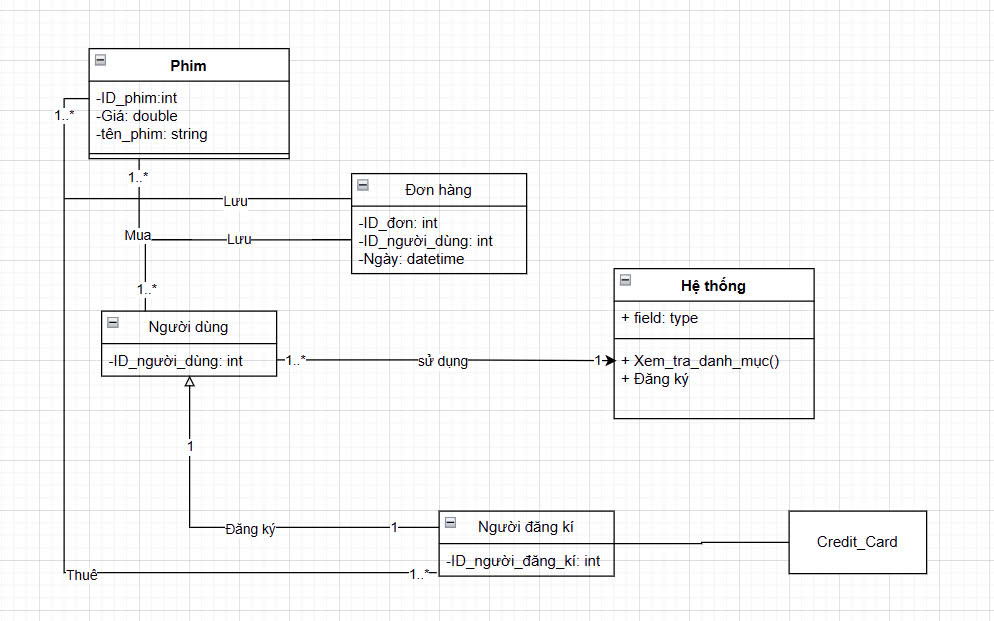 Phim
-ID_phim:int
-Giá: double
-tên_phim: string
1..*
1..*
Đơn hàng
-ID_đơn: int
-ID_người_dùng: int
-Ngày: datetime
Lưu
Mua
Lưu
1..*
Hệ thống
+ field: type
+ Xem_tra_danh_mục()
+ Đăng ký
Người dùng
-ID_người_dùng: int
1..*
sử dụng
1
1
Đăng ký
1
Người đăng kí
-ID_người_đăng_kí: int
Credit_Card
Thuê
1..*